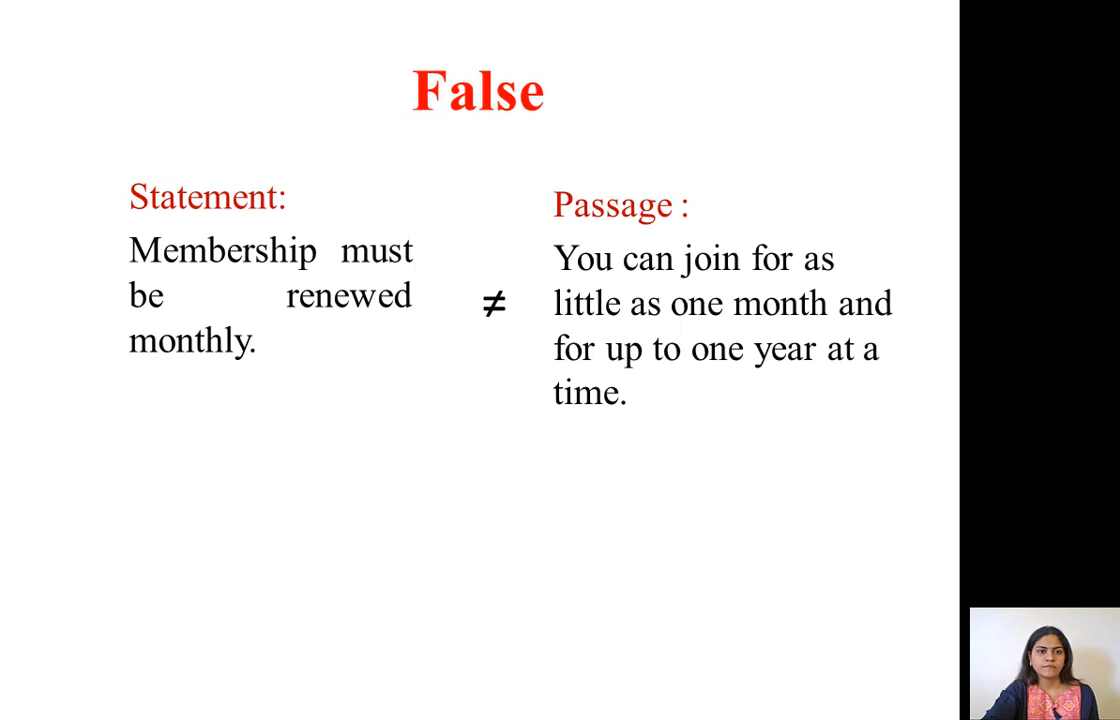 False
Statement:
Membership must
be renewed
monthly.
≠
Passage :
You can join for as
little as one month and
for up to one year at a
time.